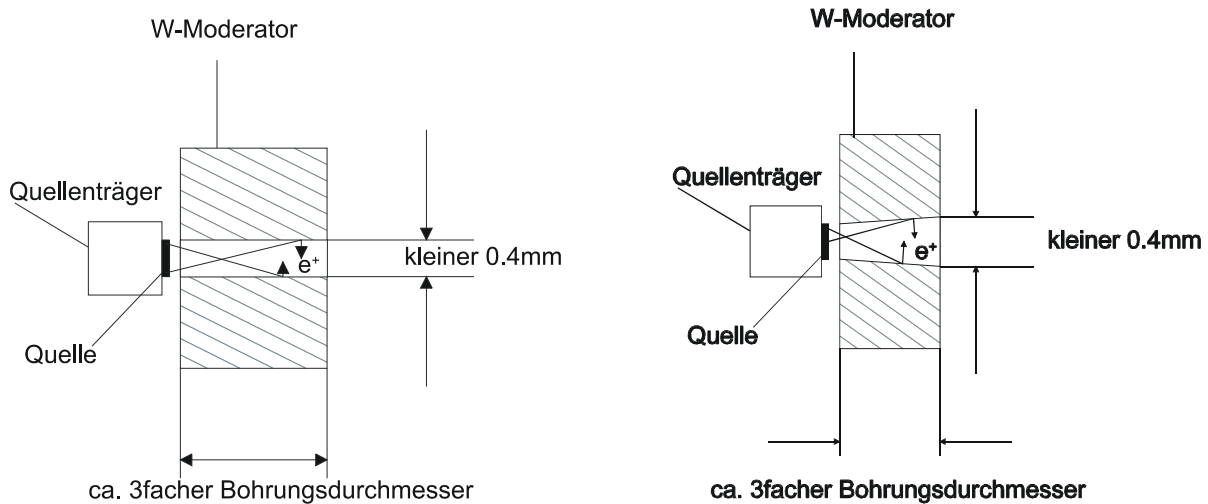 W-Moderator
Quellenträger
e⁺
kleiner 0.4mm
Quelle
ca. 3facher Bohrungsdurchmesser
W-Moderator
Quellenträger
e⁺
kleiner 0.4mm
Quelle
ca. 3facher Bohrungsdurchmesser